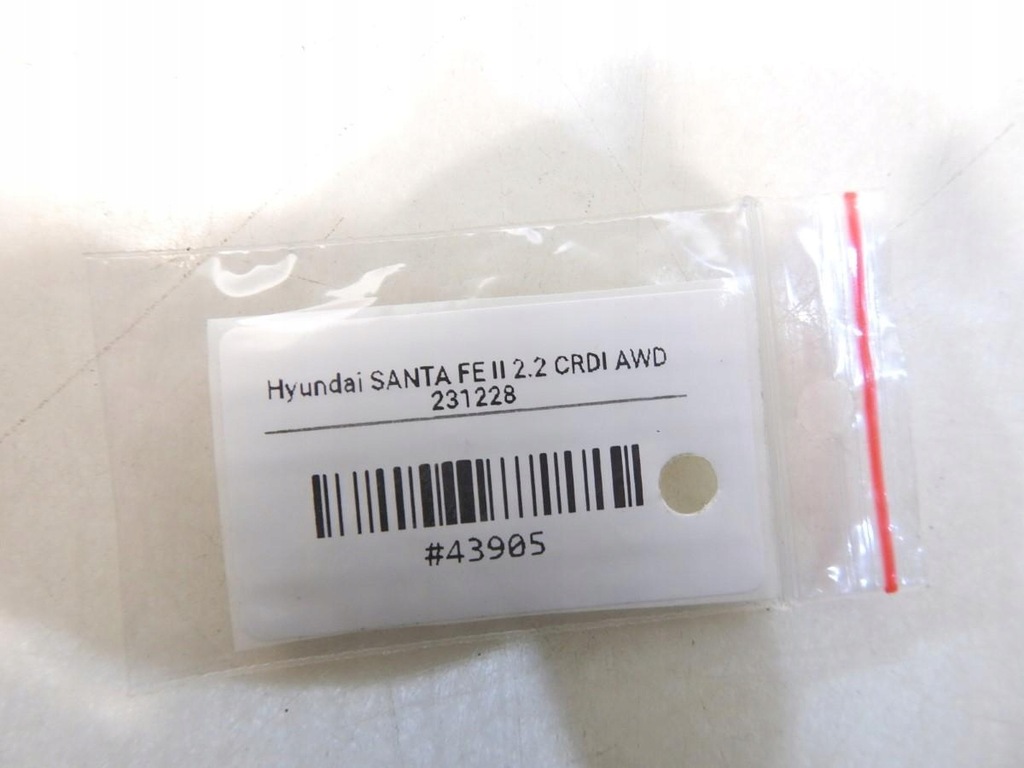 Hyundai SANTA FE II 2.2 CRDI AWD
231228
#43905